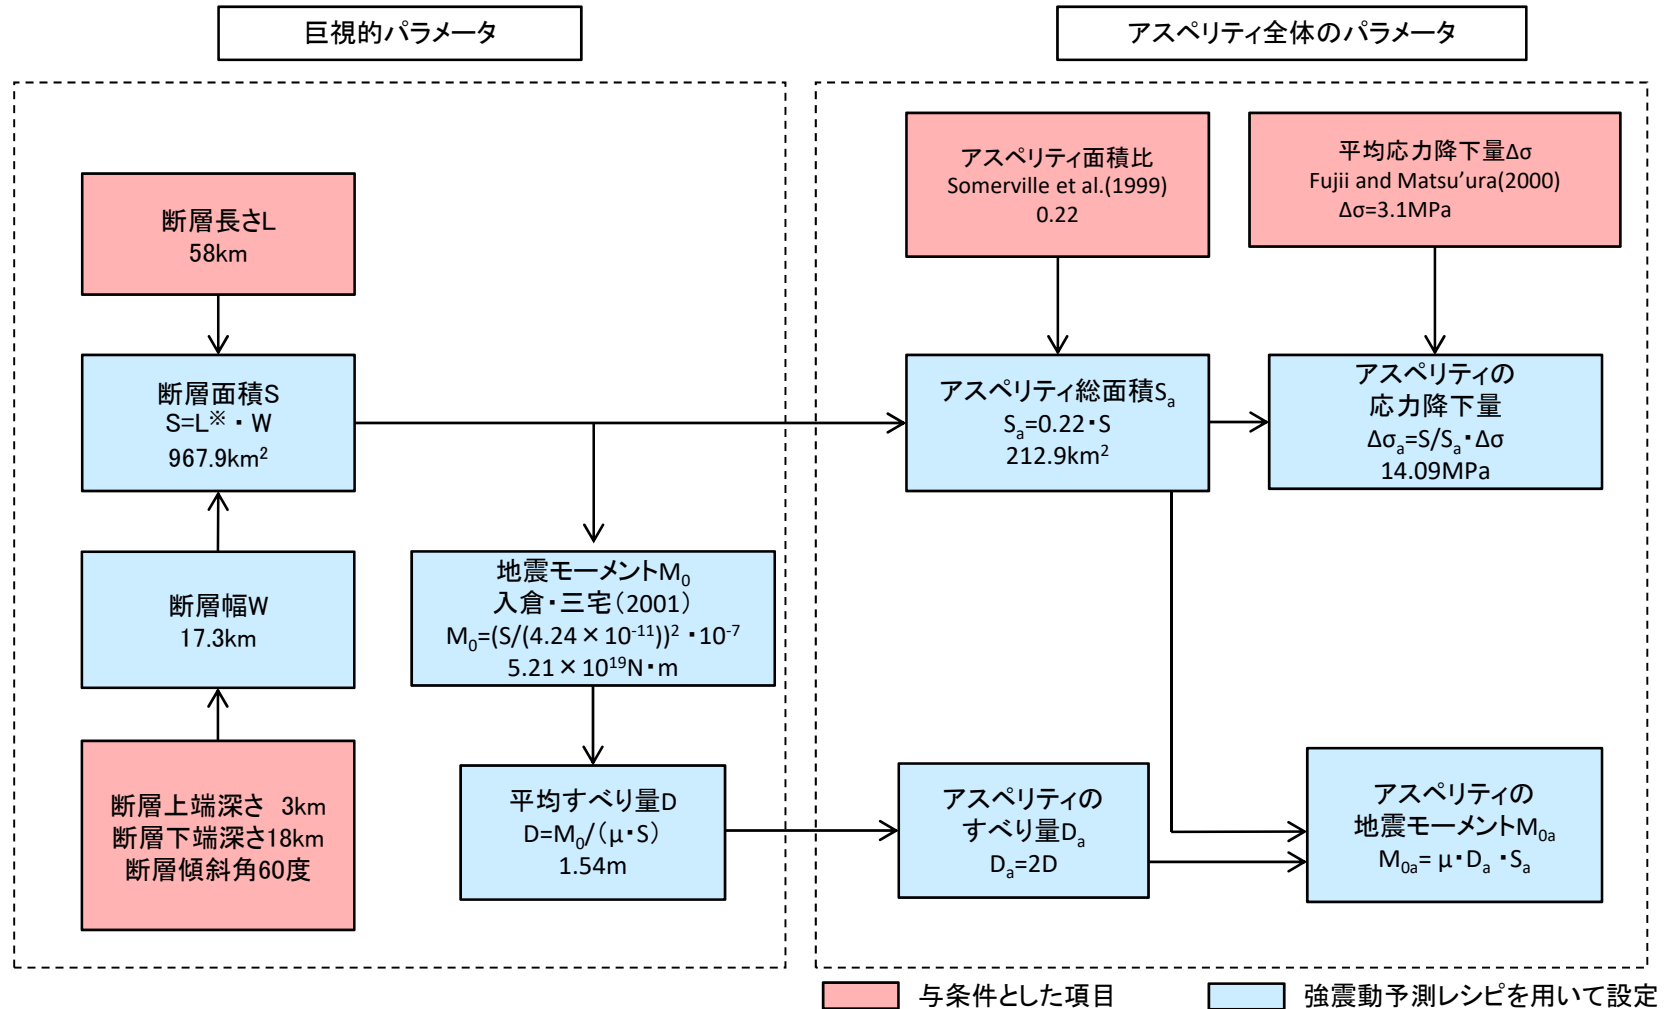 巨視的パラメータ
断層長さL
58km
断層面積S
S=L※・W
967.9km²
断層幅W
17.3km
断層上端深さ 3km
断層下端深さ18km
断層傾斜角60度
地震モーメントM₀
入倉・三宅(2001)
M₀=(S/(4.24×10⁻¹¹))²・10⁻⁷
5.21×10¹⁹N・m
平均すべり量D
D=M₀/(μ・S)
1.54m
アスペリティ全体のパラメータ
アスペリティ面積比
Somerville et al.(1999)
0.22
平均応力降下量Δσ
Fujii and Matsu’ura(2000)
Δσ=3.1MPa
アスペリティ総面積Sₐ
Sₐ=0.22・S
212.9km²
アスペリティの
応力降下量
Δσₐ=S/Sₐ・Δσ
14.09MPa
アスペリティの
すべり量Dₐ
Dₐ=2D
アスペリティの
地震モーメントM₀ₐ
M₀ₐ= μ・Dₐ・Sₐ
与条件とした項目
強震動予測レシピを用いて設定